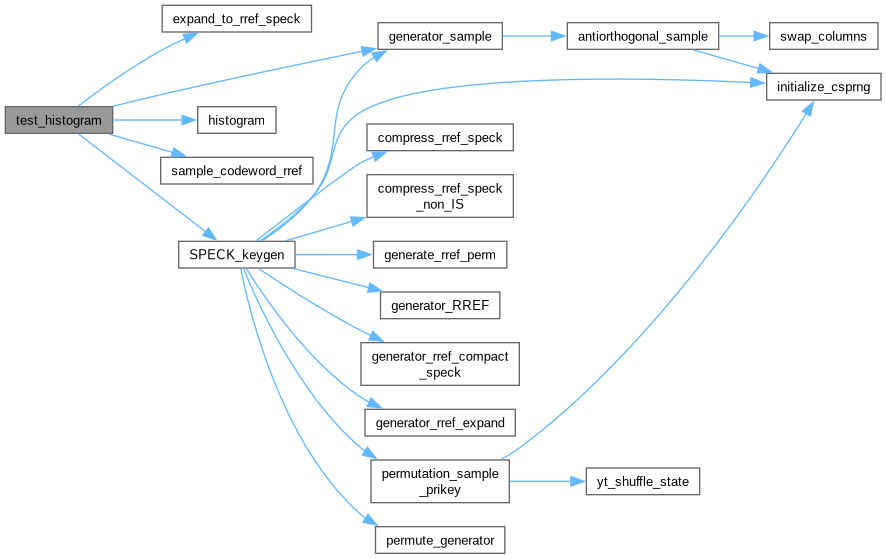 test_histogram
expand_to_rref_speck
generator_sample
antiorthogonal_sample
swap_columns
initialize_csprng
histogram
sample_codeword_rref
SPECK_keygen
compress_rref_speck
compress_rref_speck
_non_IS
generate_rref_perm
generator_RREF
generator_rref_compact
_speck
generator_rref_expand
permutation_sample
_prikey
yt_shuffle_state
permute_generator